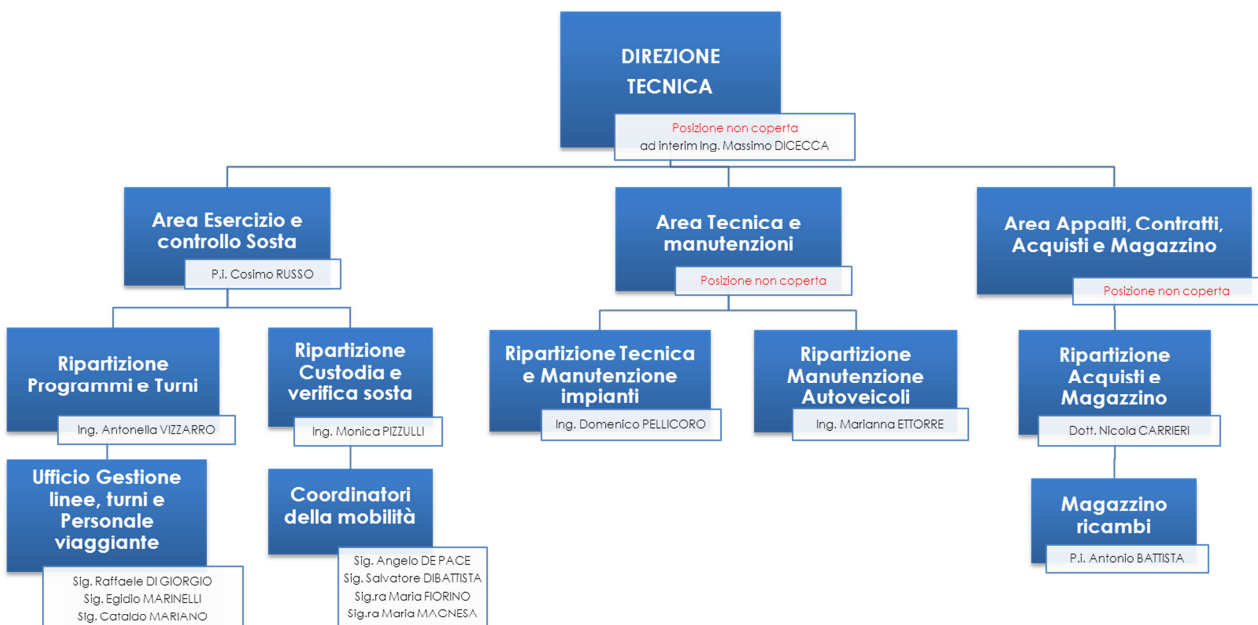 DIREZIONE
TECNICA
Posizione non coperta
ad interim Ing. Massimo DICECCA
Area Esercizio e
controllo Sosta
P.i. Cosimo RUSSO
Area Tecnica e
manutenzioni
Posizione non coperta
Area Appalti, Contratti,
Acquisti e Magazzino
Posizione non coperta
Ripartizione
Programmi e Turni
Ing. Antonella VIZZARRO
Ripartizione
Custodia e
verifica sosta
Ing. Monica PIZZULLI
Ripartizione Tecnica
e Manutenzione
impianti
Ing. Domenico PELLICORO
Ripartizione
Manutenzione
Autoveicoli
Ing. Marianna ETTORRE
Ripartizione
Acquisti e
Magazzino
Dott. Nicola CARRIERI
Ufficio Gestione
linee, turni e
Personale
viaggiante
Sig. Raffaele DI GIORGIO
Sig. Egidio MARINELLI
Sig. Cataldo MARIANO
Coordinatori
della mobilità
Sig. Angelo DE PACE
Sig. Salvatore DIBATTISTA
Sig.ra Maria FIORINO
Sig.ra Maria MAGNESA
Magazzino
ricambi
P.i. Antonio BATTISTA